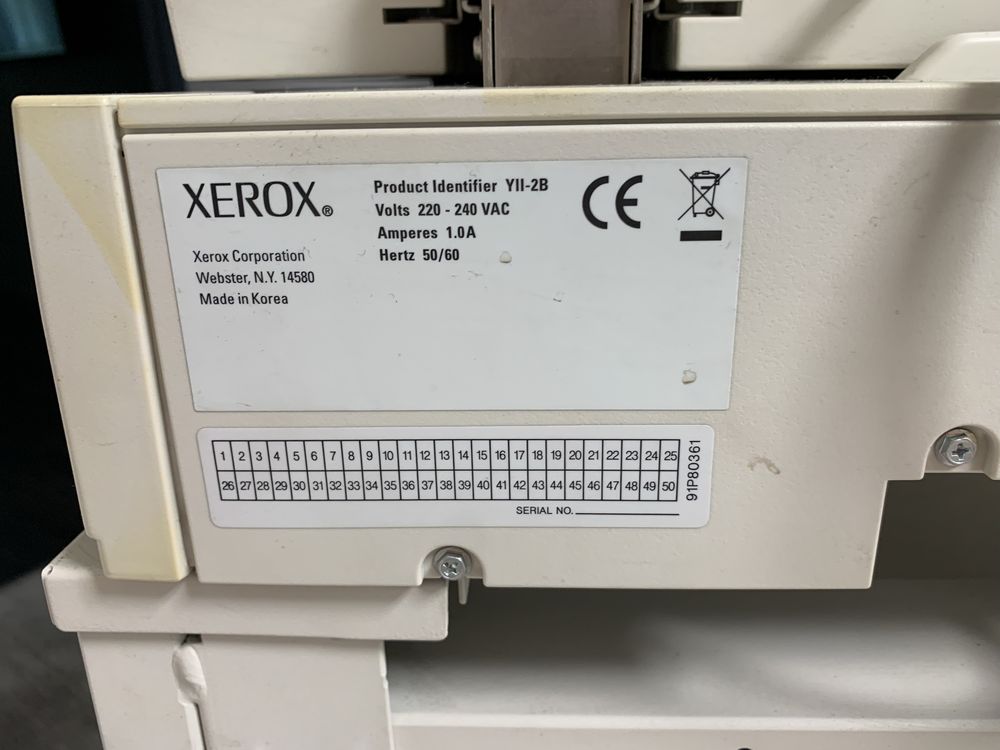 XEROX®
Xerox Corporation
Webster, N.Y. 14580
Made in Korea
Product Identifier YII-2B
Volts 220 - 240 VAC
Amperes 1.0A
Hertz 50/60
CE
1 2 3 4 5 6 7 8 9 10 11 12 13 14 15 16 17 18 19 20 21 22 23 24 25
26 27 28 29 30 31 32 33 34 35 36 37 38 39 40 41 42 43 44 45 46 47 48 49 50
SERIAL NO.
91P80361